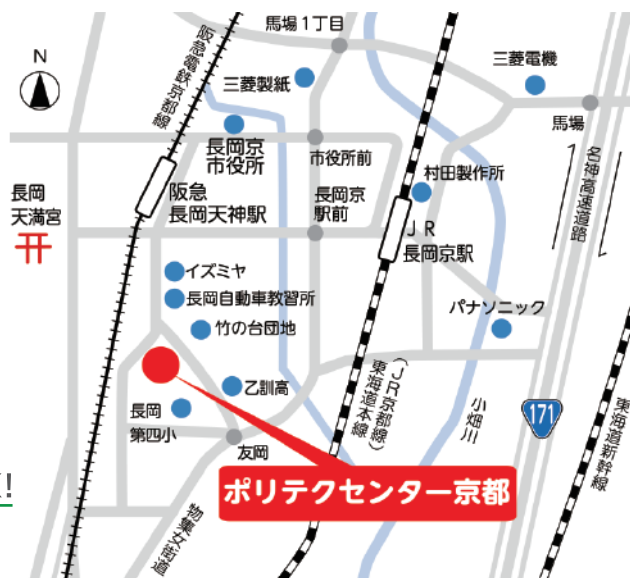 馬場1丁目
阪急電鉄京都線
N
三菱電機
三菱製紙
馬場
長岡京
市役所
市役所前
名神高速道路
村田製作所
長岡
天満宮
阪急
長岡天神駅
長岡京
駅前
JR
長岡京駅
イズミヤ
長岡自動車教習所
パナソニック
竹の台団地
乙訓高
(JR京都線)
東海道本線
小畑川
171
東海道新幹線
長岡
第四小
友岡
ポリテクセンター京都
物集女街道
!